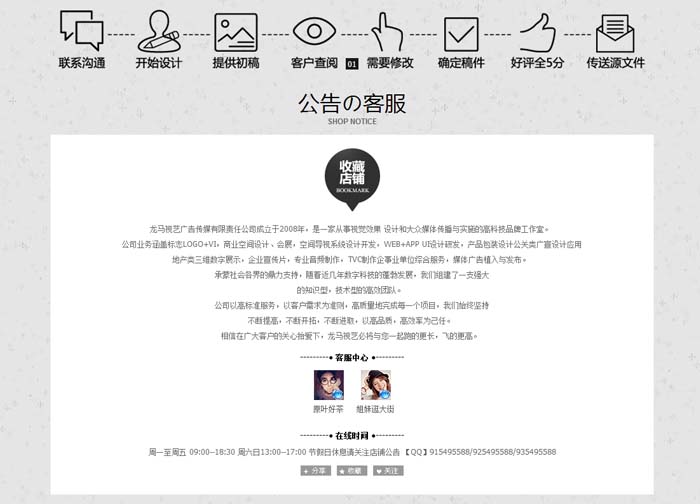 联系沟通 开始设计 提供初稿 客户查阅 01 需要修改 确定稿件 好评全5分 传送源文件
公告の客服
SHOP NOTICE
收藏
店铺
BOOKMARK
龙马视艺广告传媒有限责任公司成立于2008年，是一家从事视觉效果 设计和大众媒体传播与实施的高科技品牌工作室。
公司业务涵盖标志LOGO+VI，商业空间设计、会展，空间导视系统设计开发，WEB+APP UI设计研发，产品包装设计公关类广宣设计应用
地产类三维数字展示，企业宣传片，专业音频制作，TVC制作企事业单位综合服务，媒体广告植入与发布。
承蒙社会各界的鼎力支持，随着近几年数字科技的蓬勃发展，我们组建了一支强大
的知识型，技术型的高效团队。
公司以高标准服务，以客户需求为准则，高质量地完成每一个项目，我们始终坚持
不断提高，不断开拓，不断进取，以高品质，高效率为己任。
相信在广大客户的关心抬爱下，龙马视艺必将与您一起跑的更长，飞的更高。
---------● 客服中心 ●---------
原叶好茶 姐妹逛大街
---------● 在线时间 ●---------
周一至周五 09:00--18:30 周六日13:00--17:00 节假日休息请关注店铺公告 【QQ】915495588/925495588/935495588
+ 分享 ★ 收藏 ♥ 关注